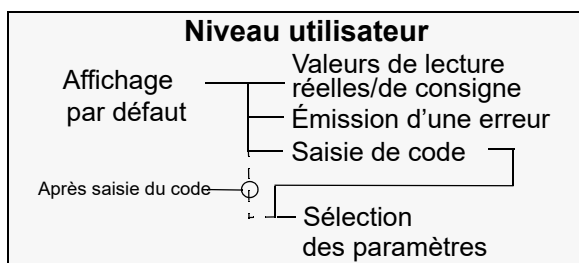 Niveau utilisateur
Affichage
par défaut
Valeurs de lecture
réelles/de consigne
Émission d’une erreur
Saisie de code
Après saisie du code
Sélection
des paramètres